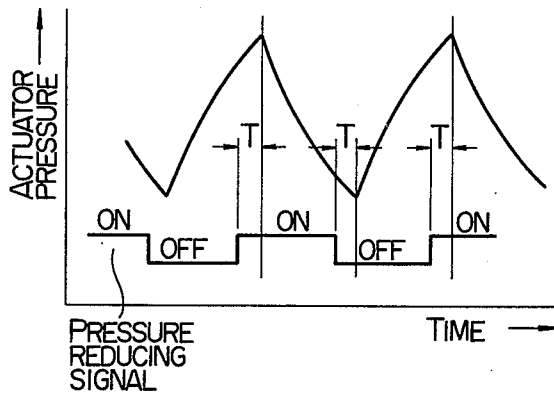 ACTUATOR
PRESSURE
T
T
T
ON
OFF
ON
OFF
ON
PRESSURE
REDUCING
SIGNAL
TIME